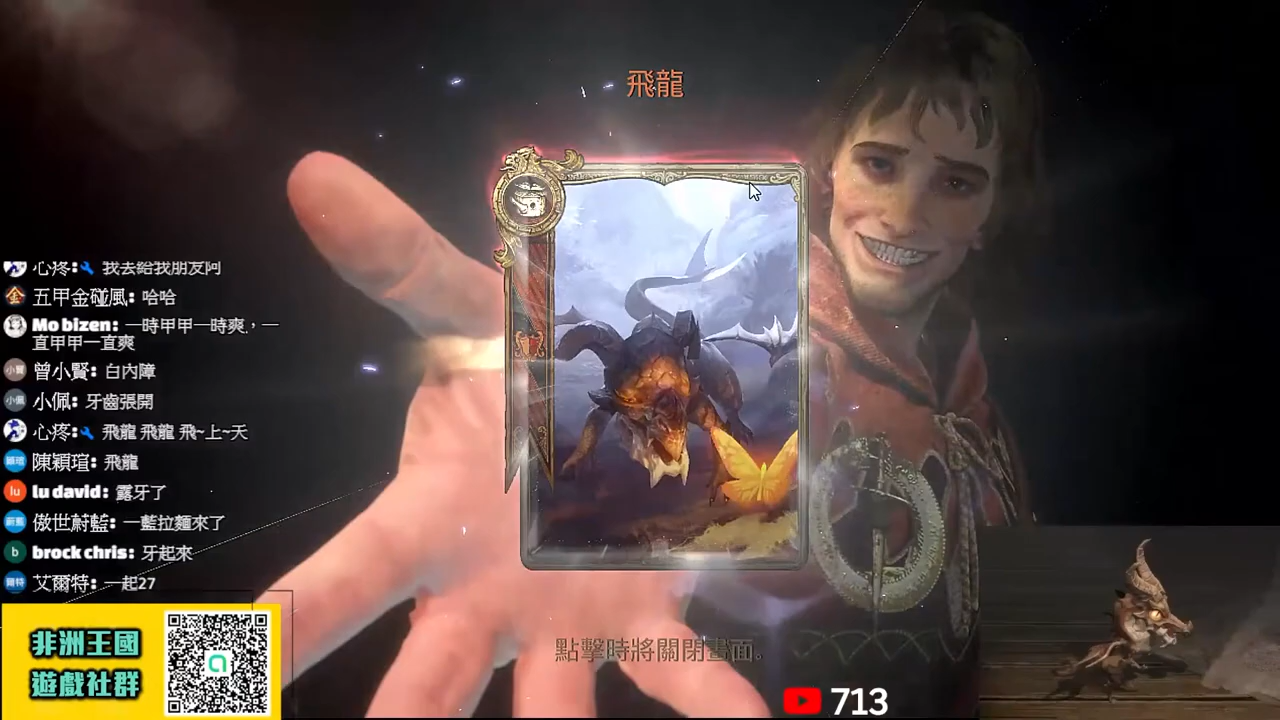 飛龍
心疼: 我去給我朋友阿
五甲金碰風: 哈哈
Mo bizen: 一時甲甲一時爽，一
直甲甲一直爽
曾小賢: 白內障
小佩: 牙齒張開
心疼: 飛龍 飛龍 飛~上~天
陳穎瑄: 飛龍
lu david: 露牙了
傲世蔚藍: 一藍拉麵來了
brock chris: 牙起來
艾爾特: 一起27
非洲王國
遊戲社群
點擊時將關閉畫面。
713